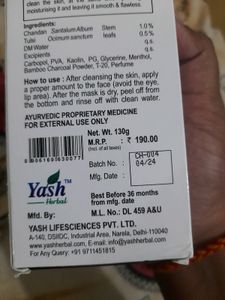 clean the skin, at the same time
moisturising it and leaving it smooth & flawless.
Ingredients:
Chandan Santalum Album Stem 1.0%
Tulsi Ocimum sanctum leafs 0.5%
DM Water q.s.
Excipients q.s.
Carbopol, PVA, Kaolin, PG, Glycerine, Menthol,
Bamboo Charcoal Powder, T-20, Perfume
How to use : After cleansing the skin, apply
a proper amount to the face (avoid the eye,
lip area). After the mask is dry, peel off from
the bottom and rinse off with clean water.
AYURVEDIC PROPRIETARY MEDICINE
FOR EXTERNAL USE ONLY
Net. Wt. 130g
M.R.P. : ₹ 190.00
(Incl. of all taxes)
Batch No. : CH-004
Mfg. Date : 04/24
Best Before 36 months
from mfg. date
M.L. No.: DL 459 A&U
Yash TM
Herbal
Mfd. By:
YASH LIFESCIENCES PVT. LTD.
A-140, DSIIDC, Industrial Area, Narela, Delhi-110040
www.yashherbal.com, E-mail: info@yashherbal.com
For Any Query: +91 9711451815